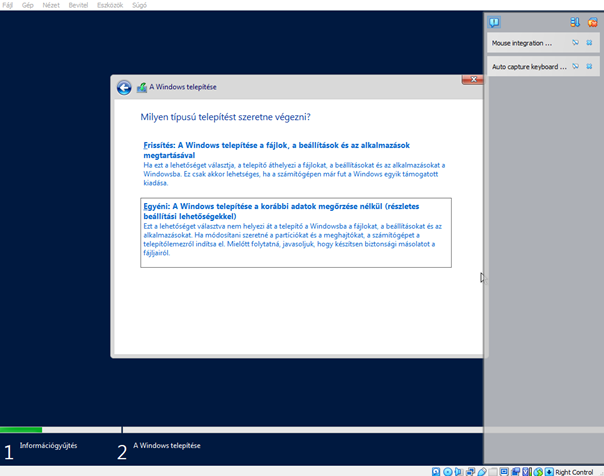 Fájl Gép Nézet Bevitel Eszközök Súgó
Mouse integration ...
Auto capture keyboard ...
A Windows telepítése
Milyen típusú telepítést szeretne végezni?
Frissítés: A Windows telepítése a fájlok, a beállítások és az alkalmazások
megtartásával
Ha ezt a lehetőséget választja, a telepítő áthelyezi a fájlokat, a beállításokat és az alkalmazásokat a
Windowsba. Ez csak akkor lehetséges, ha a számítógépen már fut a Windows egyik támogatott
kiadása.
Egyéni: A Windows telepítése a korábbi adatok megőrzése nélkül (részletes
beállítási lehetőségekkel)
Ezt a lehetőséget választva nem helyezi át a telepítő a Windowsba a fájlokat, a beállításokat és az
alkalmazásokat. Ha módosítani szeretné a partíciókat és a meghajtókat, a számítógépet a
telepítőlemezről indítsa el. Mielőtt folytatná, javasoljuk, hogy készítsen biztonsági másolatot a
fájljairól.
1 Információgyűjtés 2 A Windows telepítése
Right Control